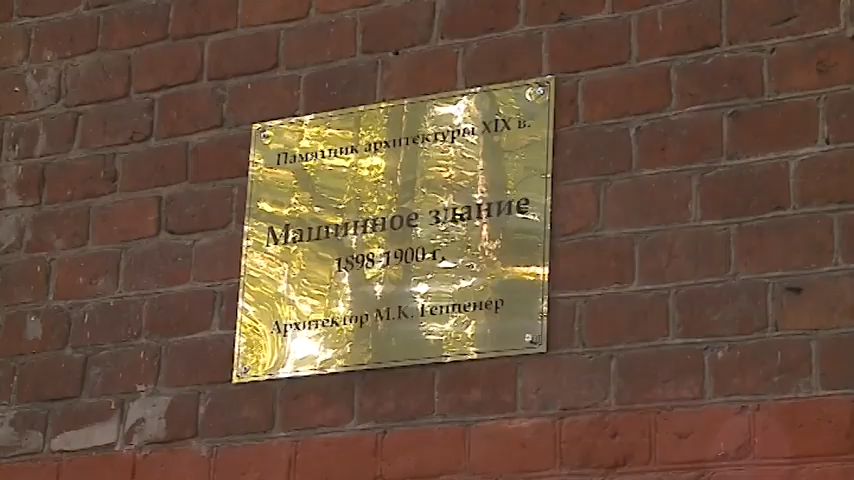 Памятник архитектуры XIX в.
Машинное здание
1898-1900 г.
Архитектор М.К. Геппенер